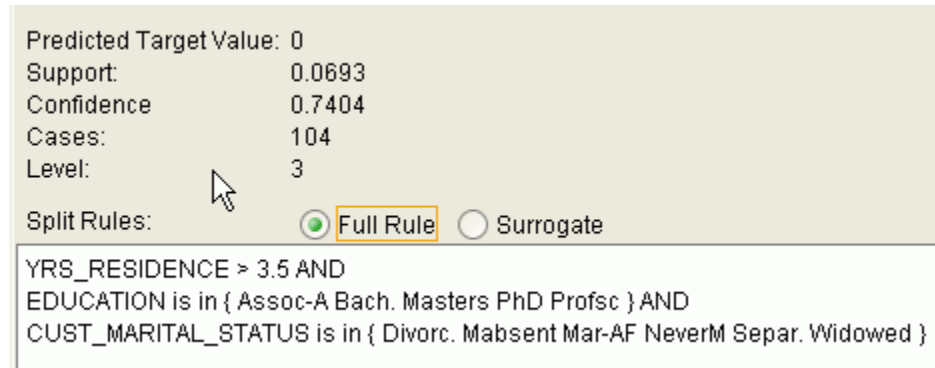 Predicted Target Value: 0
Support: 0.0693
Confidence 0.7404
Cases: 104
Level: 3
Split Rules: Full Rule Surrogate
YRS_RESIDENCE > 3.5 AND
EDUCATION is in { Assoc-A Bach. Masters PhD Profsc } AND
CUST_MARITAL_STATUS is in { Divorc. Mabsent Mar-AF NeverM Separ. Widowed }